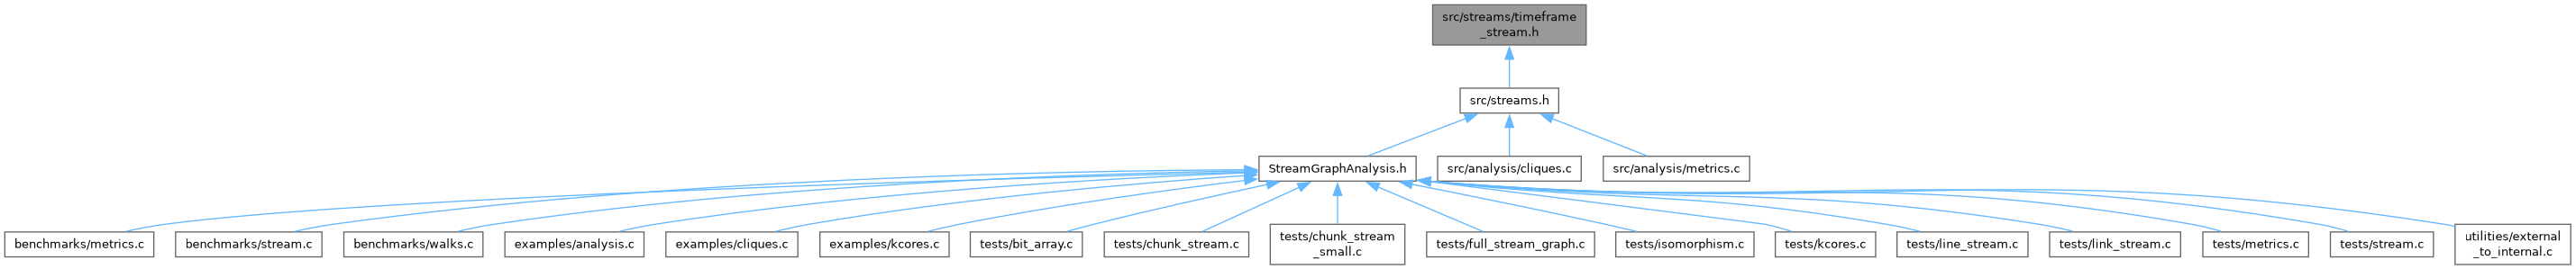 src/streams/timeframe
_stream.h
src/streams.h
StreamGraphAnalysis.h
src/analysis/cliques.c
src/analysis/metrics.c
benchmarks/metrics.c
benchmarks/stream.c
benchmarks/walks.c
examples/analysis.c
examples/cliques.c
examples/kcores.c
tests/bit_array.c
tests/chunk_stream.c
tests/chunk_stream
_small.c
tests/full_stream_graph.c
tests/isomorphism.c
tests/kcores.c
tests/line_stream.c
tests/link_stream.c
tests/metrics.c
tests/stream.c
utilities/external
_to_internal.c